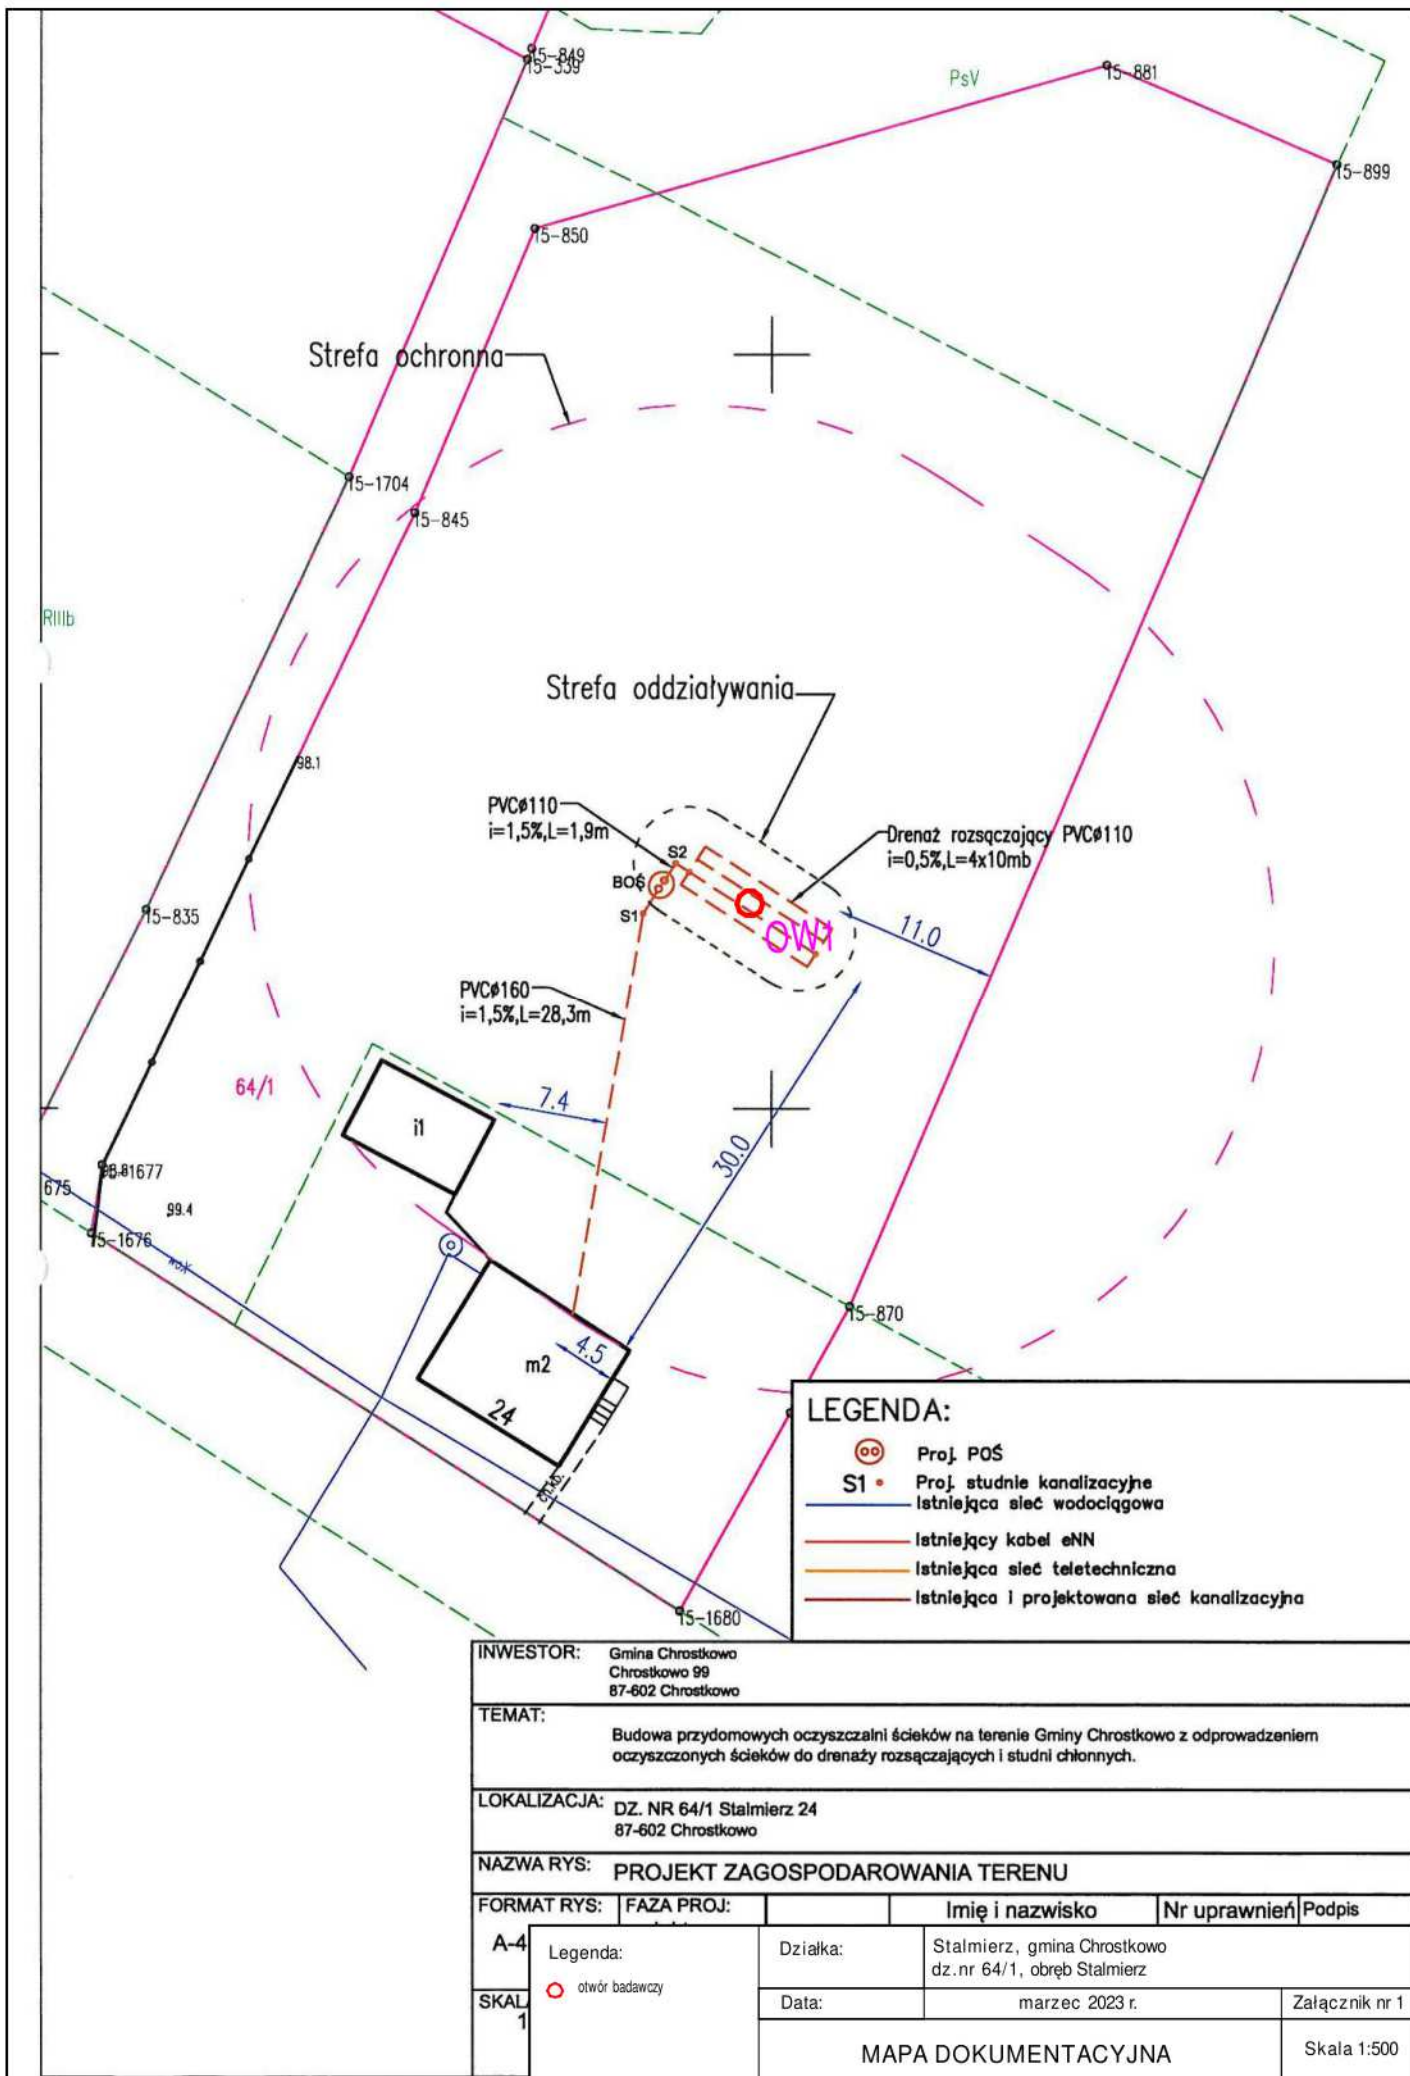 15-849
15-339
PsV
15-881
15-899
15-850
Strefa ochronna
15-1704
15-845
RIIIb
Strefa oddziaływania
98.1
PVCø110
i=1,5%,L=1,9m
S2
Drenaż rozsączający PVCø110
i=0,5%,L=4x10mb
BOŚ
15-835
S1
OW1
11.0
PVCø160
i=1,5%,L=28,3m
64/1
7.4
i1
30.0
675
99.4
15-1676
15-870
4.5
m2
24
15-1680
LEGENDA:
Proj. POŚ
S1 Proj. studnie kanalizacyjne
Istniejąca sieć wodociągowa
Istniejący kabel eNN
Istniejąca sieć teletechniczna
Istniejąca i projektowana sieć kanalizacyjna
INWESTOR: Gmina Chrostkowo
Chrostkowo 99
87-602 Chrostkowo
TEMAT:
Budowa przydomowych oczyszczalni ścieków na terenie Gminy Chrostkowo z odprowadzeniem
oczyszczonych ścieków do drenaży rozsączających i studni chłonnych.
LOKALIZACJA: DZ. NR 64/1 Stalmierz 24
87-602 Chrostkowo
NAZWA RYS: PROJEKT ZAGOSPODAROWANIA TERENU
FORMAT RYS: FAZA PROJ: Imię i nazwisko Nr uprawnień Podpis
A-4
Legenda:
otwór badawczy
Działka: Stalmierz, gmina Chrostkowo
dz.nr 64/1, obręb Stalmierz
SKALA
1
Data: marzec 2023 r. Załącznik nr 1
MAPA DOKUMENTACYJNA Skala 1:500